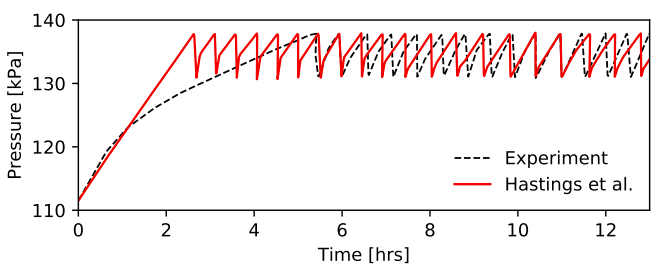 140
130
120
110
Pressure [kPa]
Experiment
Hastings et al.
0 2 4 6 8 10 12
Time [hrs]